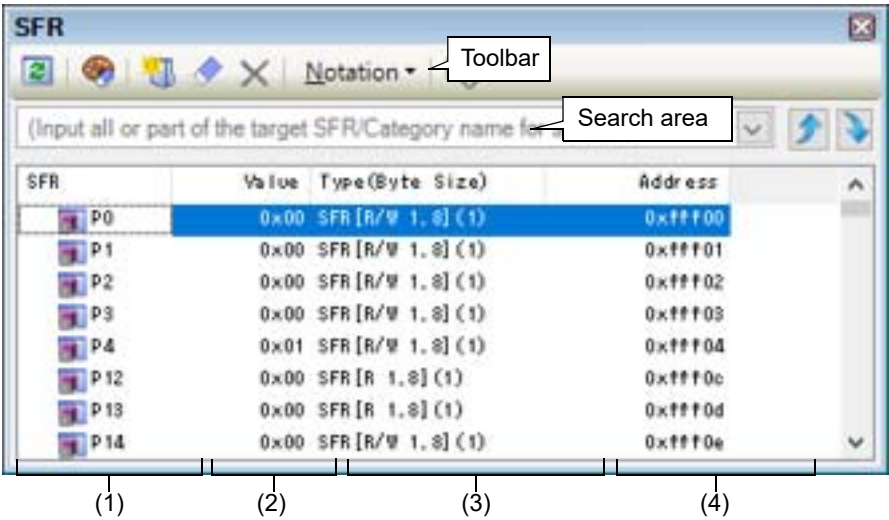 SFR
Notation
Toolbar
(Input all or part of the target SFR/Category name for
Search area
SFR Value Type(Byte Size) Address
P0 0x00 SFR[R/W 1,8](1) 0xfff00
P1 0x00 SFR[R/W 1,8](1) 0xfff01
P2 0x00 SFR[R/W 1,8](1) 0xfff02
P3 0x00 SFR[R/W 1,8](1) 0xfff03
P4 0x01 SFR[R/W 1,8](1) 0xfff04
P12 0x00 SFR[R 1,8](1) 0xfff0c
P13 0x00 SFR[R 1,8](1) 0xfff0d
P14 0x00 SFR[R/W 1,8](1) 0xfff0e
(1) (2) (3) (4)